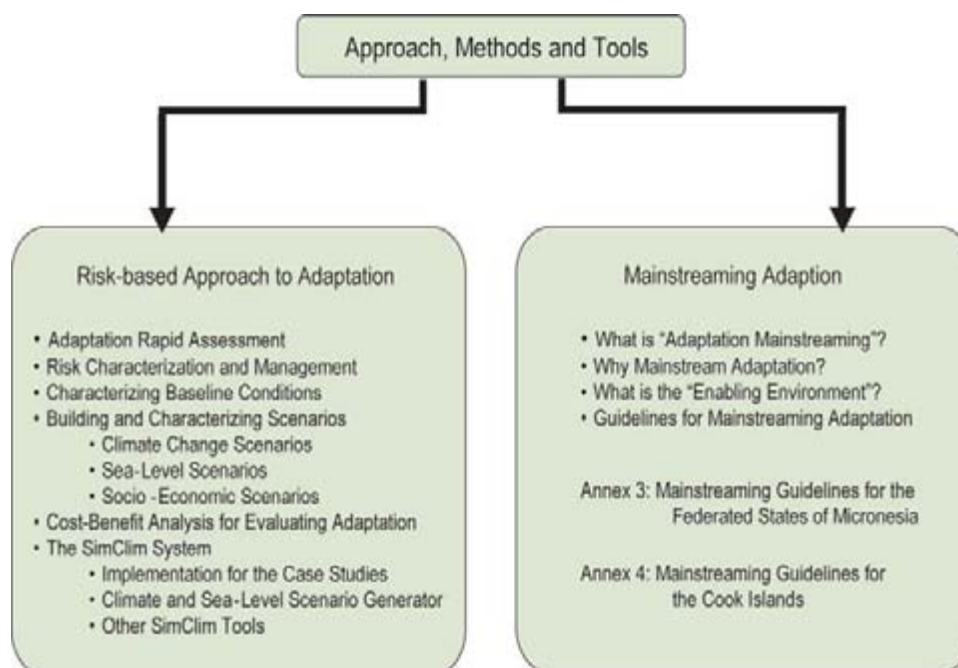 Approach, Methods and Tools
Risk-based Approach to Adaptation
• Adaptation Rapid Assessment
• Risk Characterization and Management
• Characterizing Baseline Conditions
• Building and Characterizing Scenarios
• Climate Change Scenarios
• Sea-Level Scenarios
• Socio-Economic Scenarios
• Cost-Benefit Analysis for Evaluating Adaptation
• The SimClim System
• Implementation for the Case Studies
• Climate and Sea-Level Scenario Generator
• Other SimClim Tools
Mainstreaming Adaption
• What is “Adaptation Mainstreaming”?
• Why Mainstream Adaptation?
• What is the “Enabling Environment”?
• Guidelines for Mainstreaming Adaptation
Annex 3: Mainstreaming Guidelines for the
Federated States of Micronesia
Annex 4: Mainstreaming Guidelines for
the Cook Islands